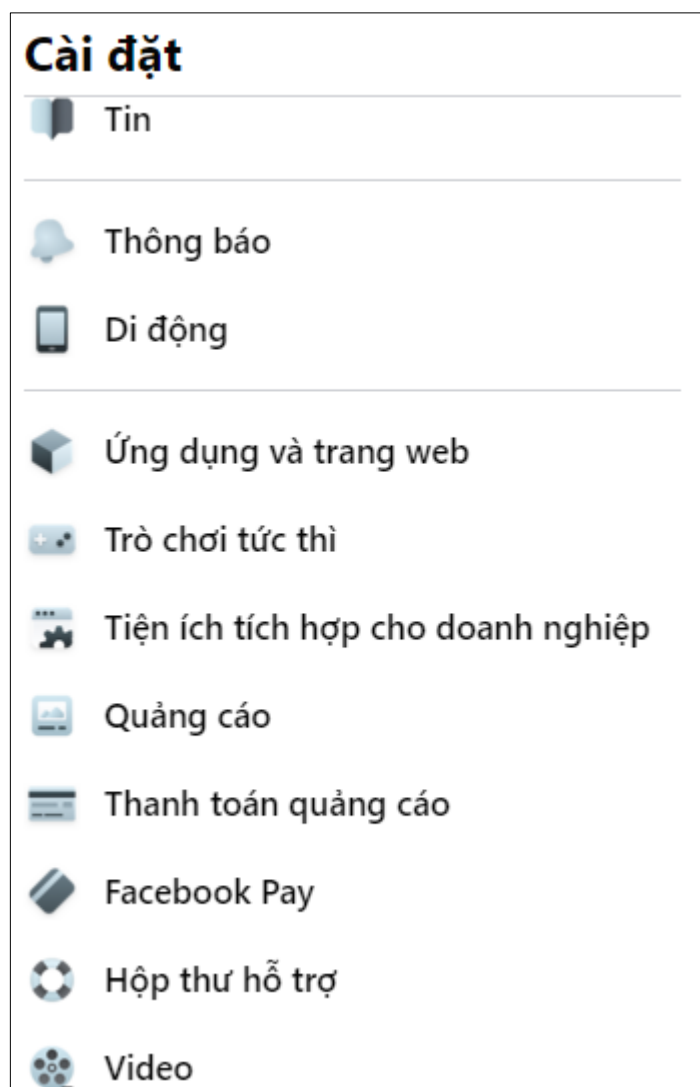 Cài đặt
Tin
Thông báo
Di động
Ứng dụng và trang web
Trò chơi tức thì
Tiện ích tích hợp cho doanh nghiệp
Quảng cáo
Thanh toán quảng cáo
Facebook Pay
Hộp thư hỗ trợ
Video